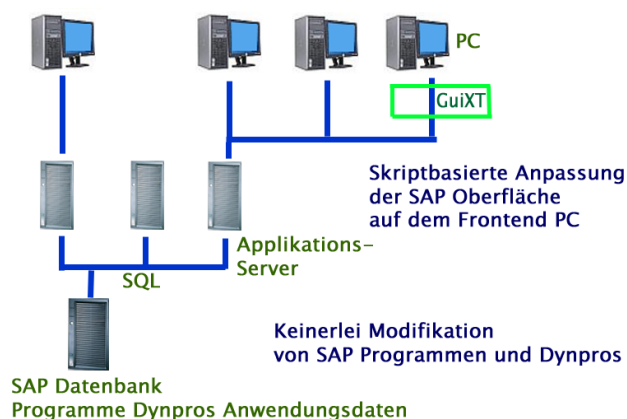 PC
GuiXT
Skriptbasierte Anpassung
der SAP Oberfläche
auf dem Frontend PC
Applikations-
Server
SQL
Keinerlei Modifikation
von SAP Programmen und Dynpros
SAP Datenbank
Programme Dynpros Anwendungsdaten